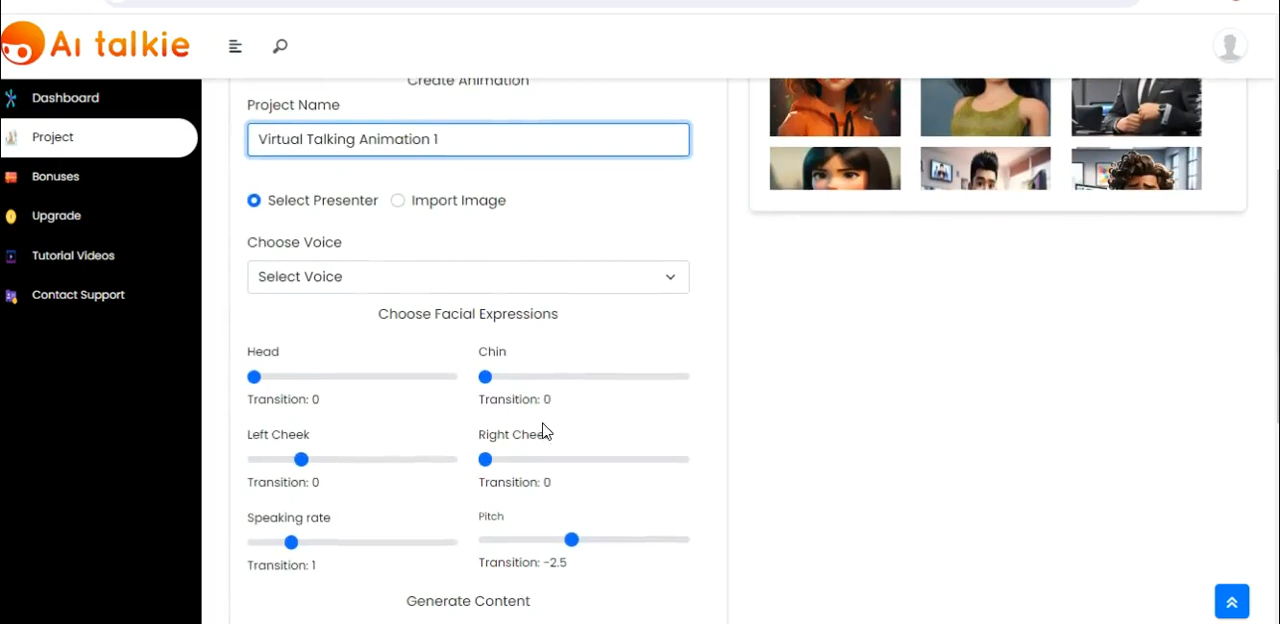 Ai talkie
Dashboard
Project
Bonuses
Upgrade
Tutorial Videos
Contact Support
Create Animation
Project Name
Virtual Talking Animation 1
Select Presenter Import Image
Choose Voice
Select Voice
Choose Facial Expressions
Head Chin
Transition: 0 Transition: 0
Left Cheek Right Cheek
Transition: 0 Transition: 0
Speaking rate Pitch
Transition: 1 Transition: -2.5
Generate Content